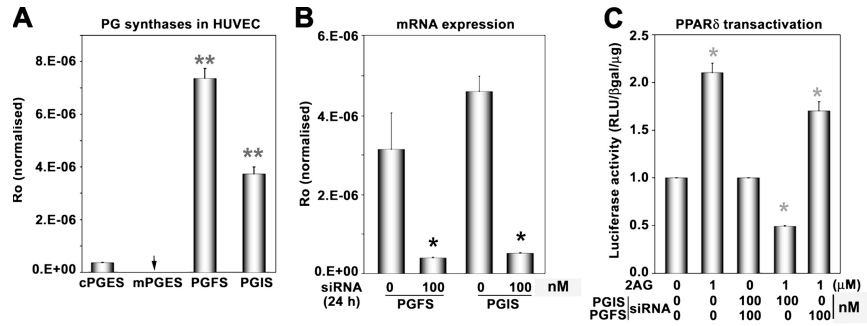 A
PG synthases in HUVEC
Ro (normalised)
8.E-06
6.E-06
4.E-06
2.E-06
0.E+00
**
**
cPGES mPGES PGFS PGIS
B
mRNA expression
Ro (normalised)
6.E-06
4.E-06
2.E-06
0.E+00
*
*
siRNA 0 100 0 100 nM
(24 h) PGFS PGIS
C
PPARδ transactivation
Luciferase activity (RLU/βgal/μg)
2.5
2.0
1.5
1.0
0.5
0.0
*
*
*
2AG 0 1 0 1 1 (μM)
PGIS siRNA 0 0 100 100 0 nM
PGFS 0 0 100 0 100